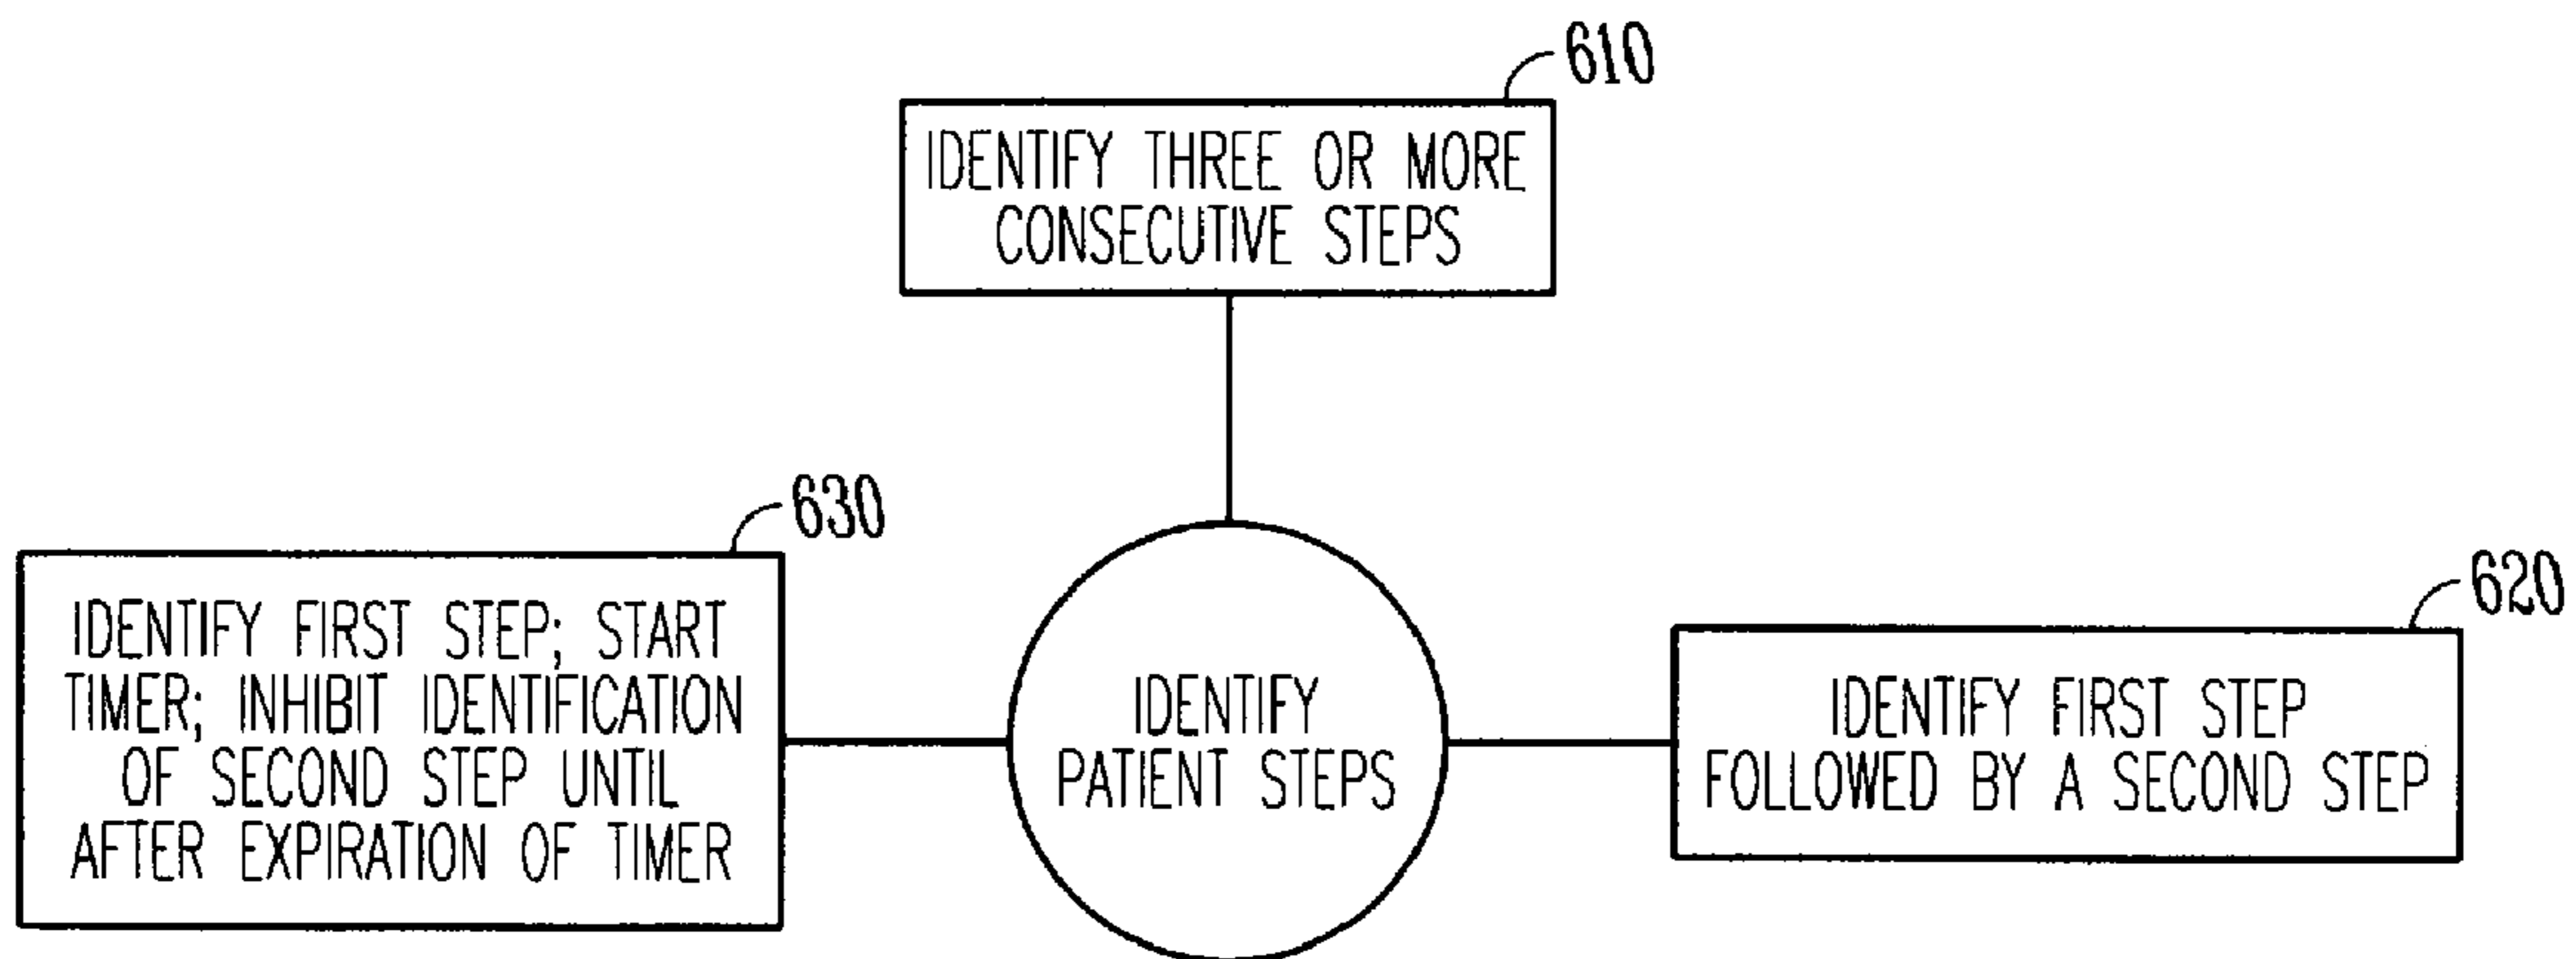 610
IDENTIFY THREE OR MORE
CONSECUTIVE STEPS
630
IDENTIFY FIRST STEP; START
TIMER; INHIBIT IDENTIFICATION
OF SECOND STEP UNTIL
AFTER EXPIRATION OF TIMER
IDENTIFY
PATIENT STEPS
620
IDENTIFY FIRST STEP
FOLLOWED BY A SECOND STEP